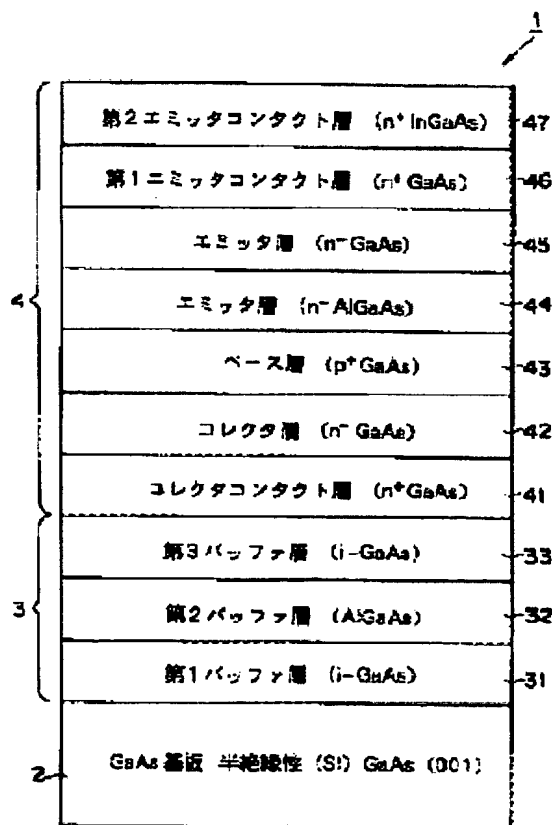 1
第2エミッタコンタクト層 (n⁺InGaAs) 47
第1エミッタコンタクト層 (n⁺GaAs) 46
エミッタ層 (n⁻GaAs) 45
エミッタ層 (n⁻AlGaAs) 44
ベース層 (p⁺GaAs) 43
コレクタ層 (n⁻GaAs) 42
コレクタコンタクト層 (n⁺GaAs) 41
4
第3バッファ層 (i-GaAs) 33
第2バッファ層 (AlGaAs) 32
3
第1バッファ層 (i-GaAs) 31
GaAs基板 半絶縁性 (SI) GaAs (001)
2